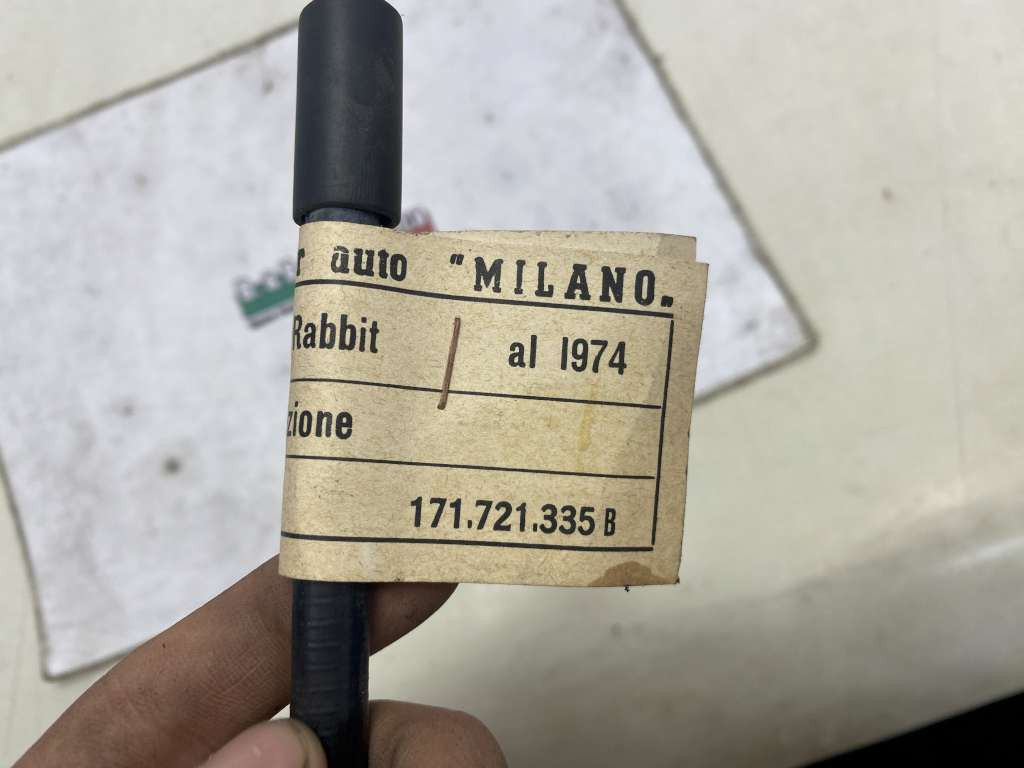 r auto "MILANO"
Rabbit / al 1974
zione
171.721.335 B